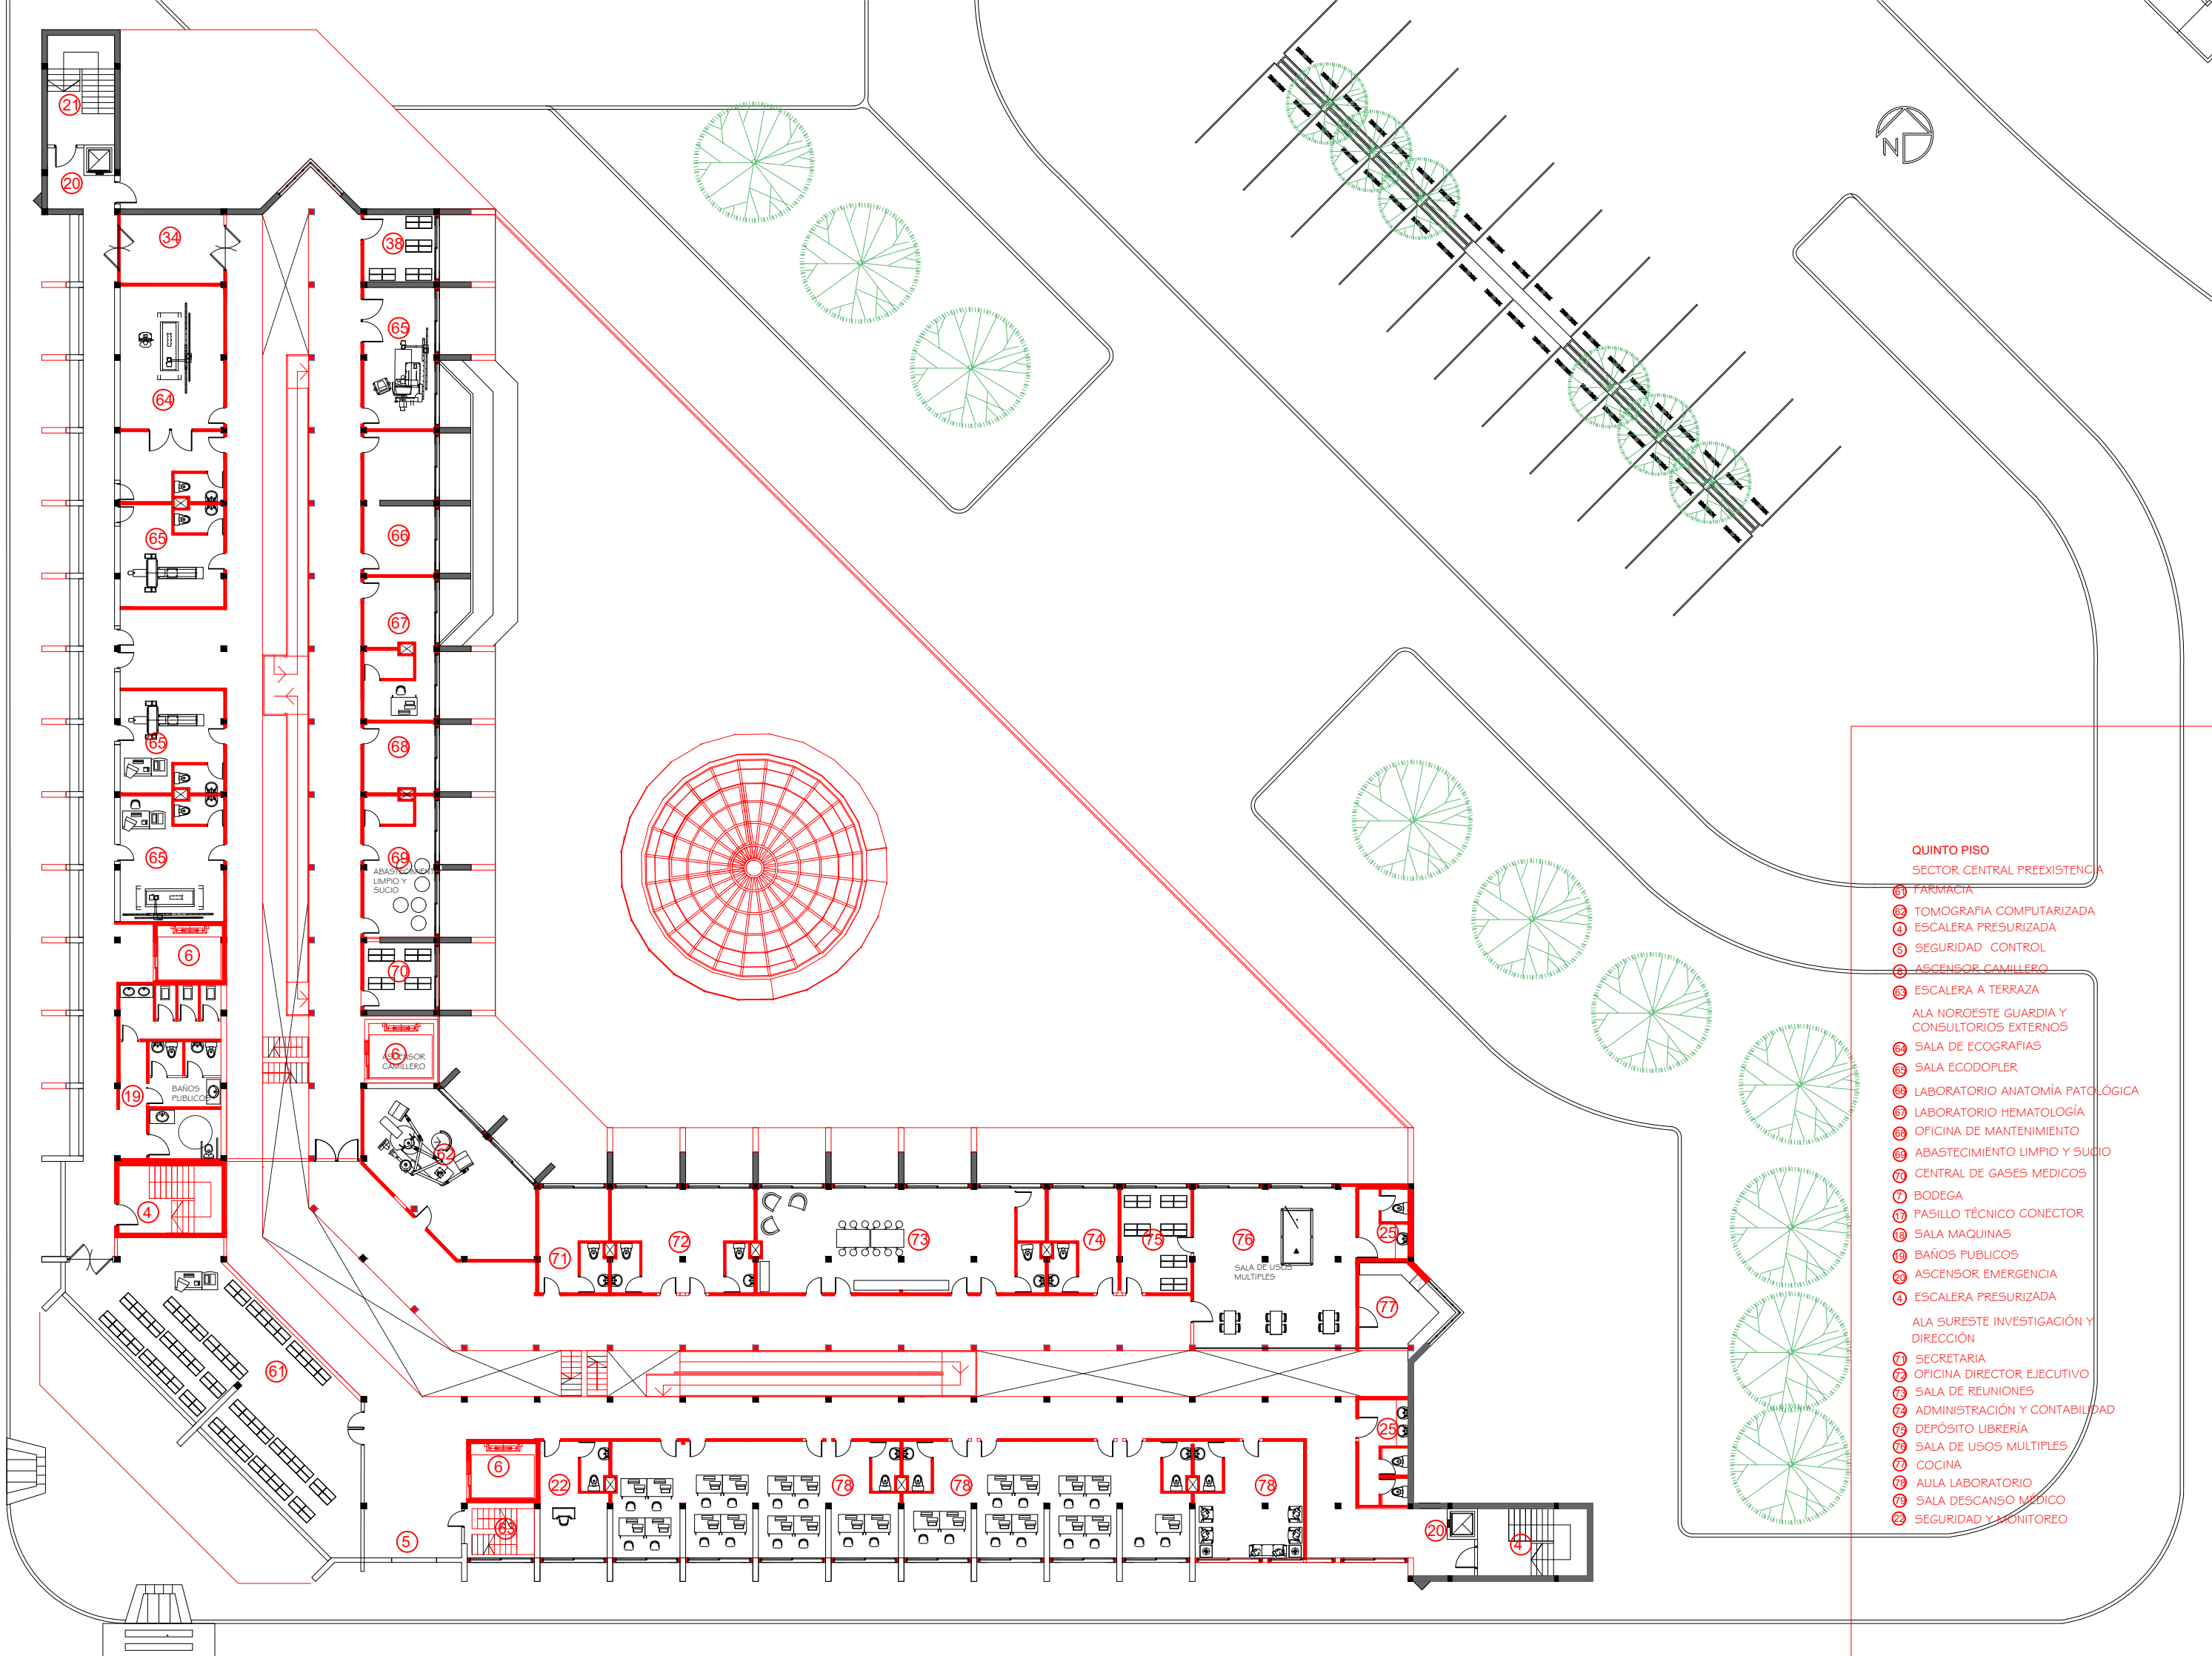 21
20
34
38
65
64
66
65
67
68
65
69
ABASTECIMIENTO
LIMPIO Y
SUCIO
65
6
70
6
ASCENSOR
CAMILLERO
19
BAÑOS
PUBLICOS
62
4
71
72
73
74
75
76
SALA DE USOS
MULTIPLES
25
77
61
25
6
22
78
78
78
5
63
20
4
N
QUINTO PISO
SECTOR CENTRAL PREEXISTENCIA
61 FARMACIA
62 TOMOGRAFIA COMPUTARIZADA
4 ESCALERA PRESURIZADA
5 SEGURIDAD CONTROL
6 ASCENSOR CAMILLERO
63 ESCALERA A TERRAZA
ALA NOROESTE GUARDIA Y
CONSULTORIOS EXTERNOS
64 SALA DE ECOGRAFIAS
65 SALA ECODOPLER
66 LABORATORIO ANATOMÍA PATOLÓGICA
67 LABORATORIO HEMATOLOGÍA
68 OFICINA DE MANTENIMIENTO
69 ABASTECIMIENTO LIMPIO Y SUCIO
70 CENTRAL DE GASES MEDICOS
7 BODEGA
17 PASILLO TÉCNICO CONECTOR
18 SALA MAQUINAS
19 BAÑOS PUBLICOS
20 ASCENSOR EMERGENCIA
4 ESCALERA PRESURIZADA
ALA SURESTE INVESTIGACIÓN Y
DIRECCIÓN
71 SECRETARIA
72 OFICINA DIRECTOR EJECUTIVO
73 SALA DE REUNIONES
74 ADMINISTRACIÓN Y CONTABILIDAD
75 DEPÓSITO LIBRERÍA
76 SALA DE USOS MULTIPLES
77 COCINA
78 AULA LABORATORIO
79 SALA DESCANSO MÉDICO
22 SEGURIDAD Y MONITOREO